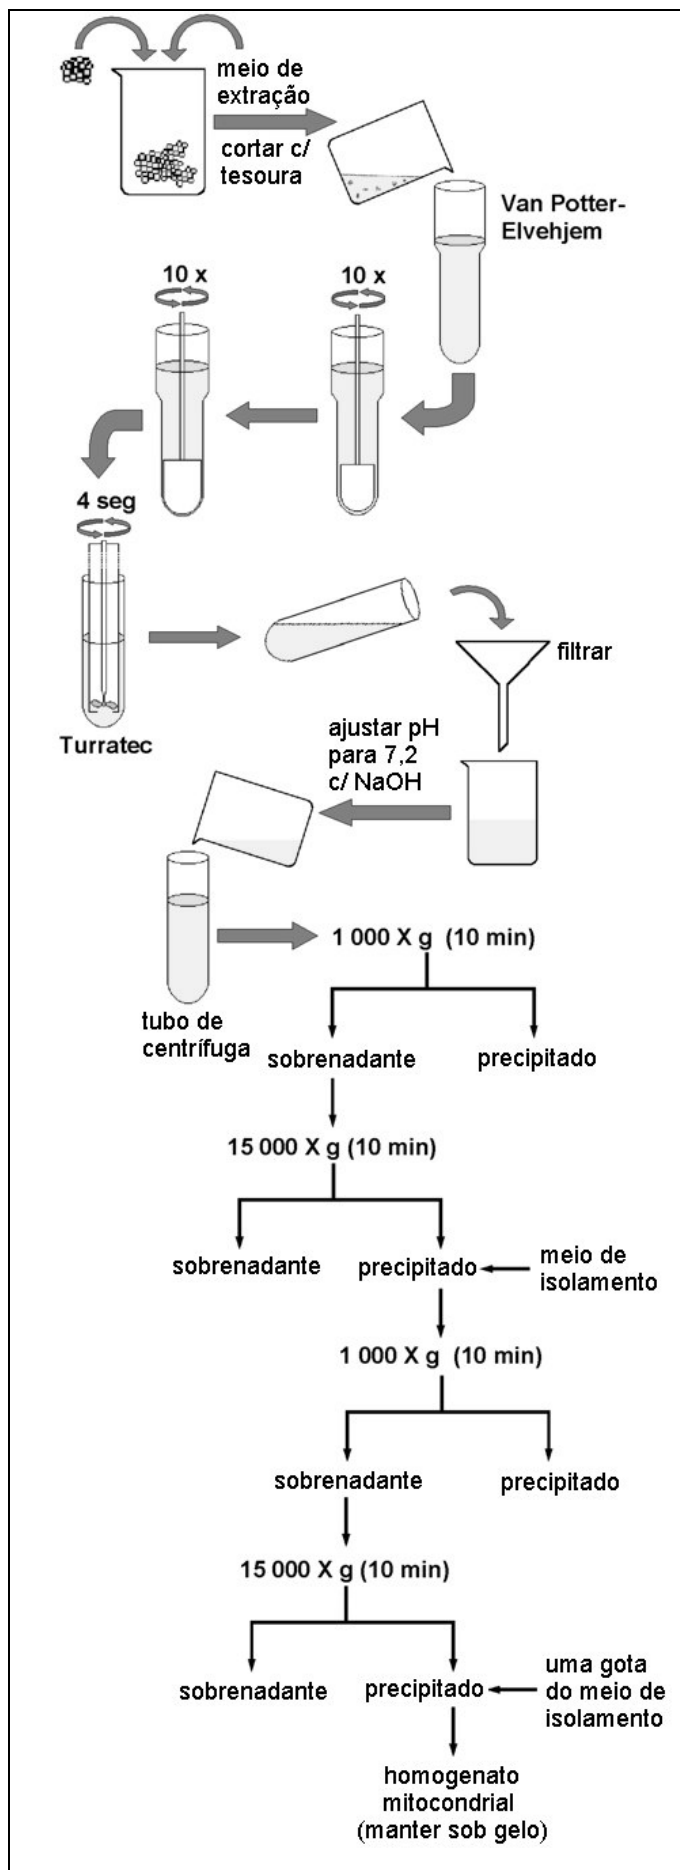 meio de
extração
cortar c/
tesoura
Van Potter-
Elvehjem
10 x
10 x
4 seg
Turratec
filtrar
ajustar pH
para 7,2
c/ NaOH
tubo de
centrífuga
1 000 X g (10 min)
sobrenadante
precipitado
15 000 X g (10 min)
sobrenadante
precipitado
meio de
isolamento
1 000 X g (10 min)
sobrenadante
precipitado
15 000 X g (10 min)
sobrenadante
precipitado
uma gota
do meio de
isolamento
homogenato
mitocondrial
(manter sob gelo)